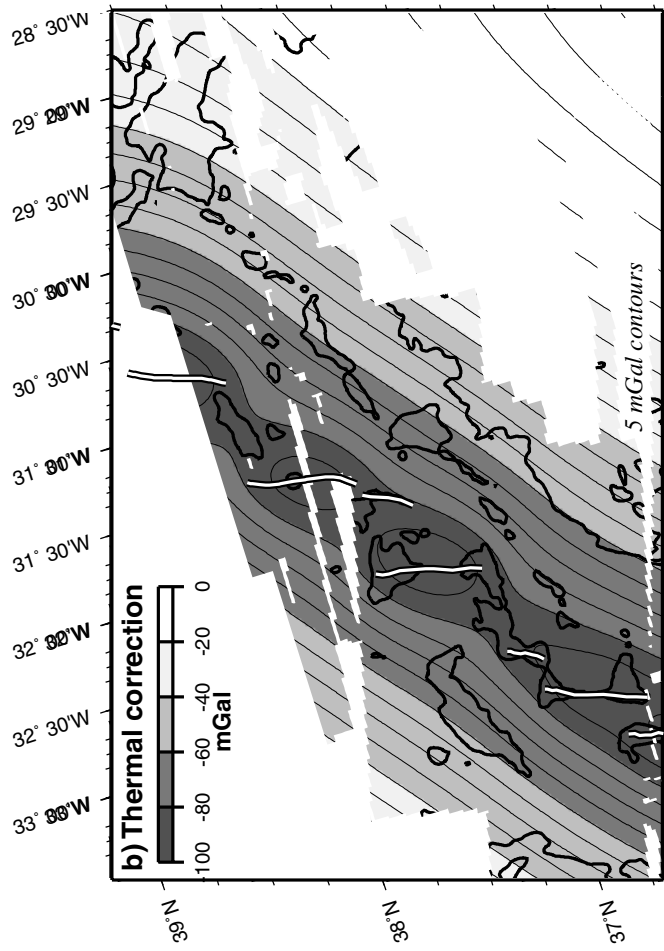 b) Thermal correction
-100 -80 -60 -40 -20 0
mGal
5 mGal contours
28˚ 30'W
29˚ 00'W
29˚ 30'W
30˚ 00'W
30˚ 30'W
31˚ 00'W
31˚ 30'W
32˚ 00'W
32˚ 30'W
33˚ 00'W
39˚N
38˚N
37˚N